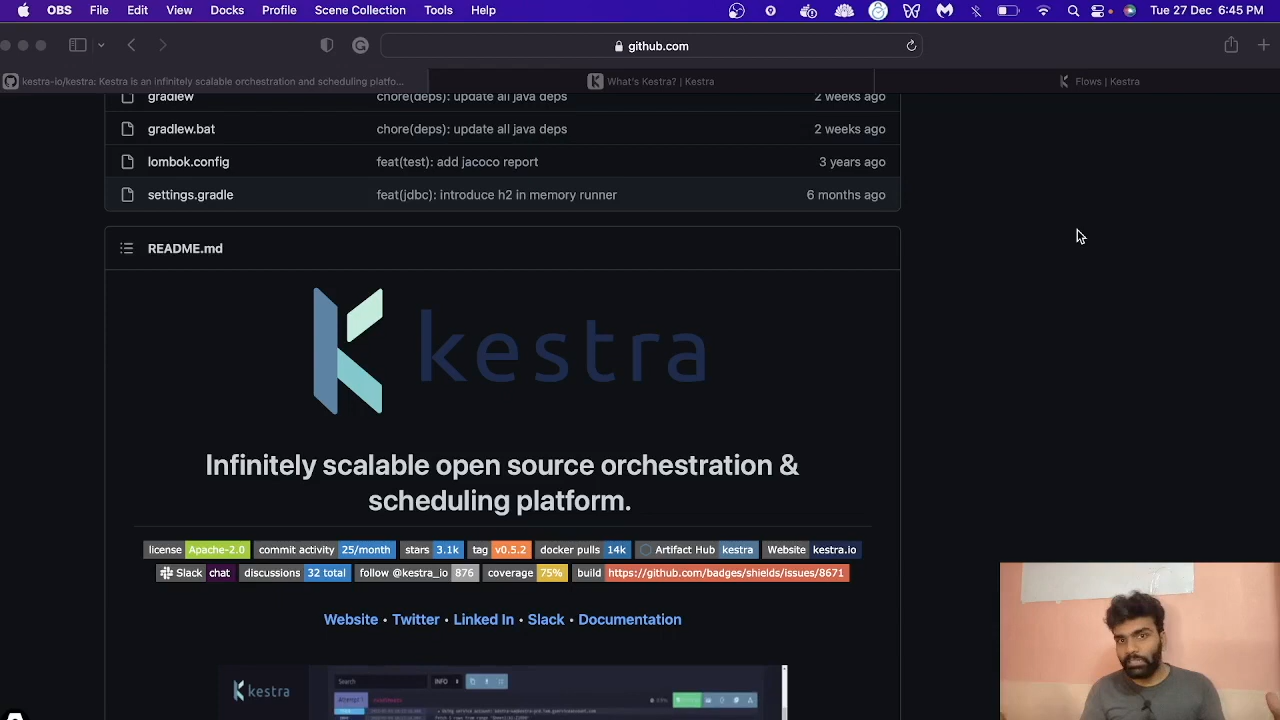 OBS File Edit View Docks Profile Scene Collection Tools Help Tue 27 Dec 6:45 PM
github.com
kestra-io/kestra: Kestra is an infinitely scalable orchestration and scheduling platfo... What's Kestra? | Kestra Flows | Kestra
gradlew chore(deps): update all java deps 2 weeks ago
gradlew.bat chore(deps): update all java deps 2 weeks ago
lombok.config feat(test): add jacoco report 3 years ago
settings.gradle feat(jdbc): introduce h2 in memory runner 6 months ago
README.md
kestra
Infinitely scalable open source orchestration &
scheduling platform.
license Apache-2.0 commit activity 25/month stars 3.1k tag v0.5.2 docker pulls 14k Artifact Hub kestra Website kestra.io
Slack chat discussions 32 total follow @kestra_io 876 coverage 75% build https://github.com/badges/shields/issues/8671
Website • Twitter • Linked In • Slack • Documentation
kestra Search INFO